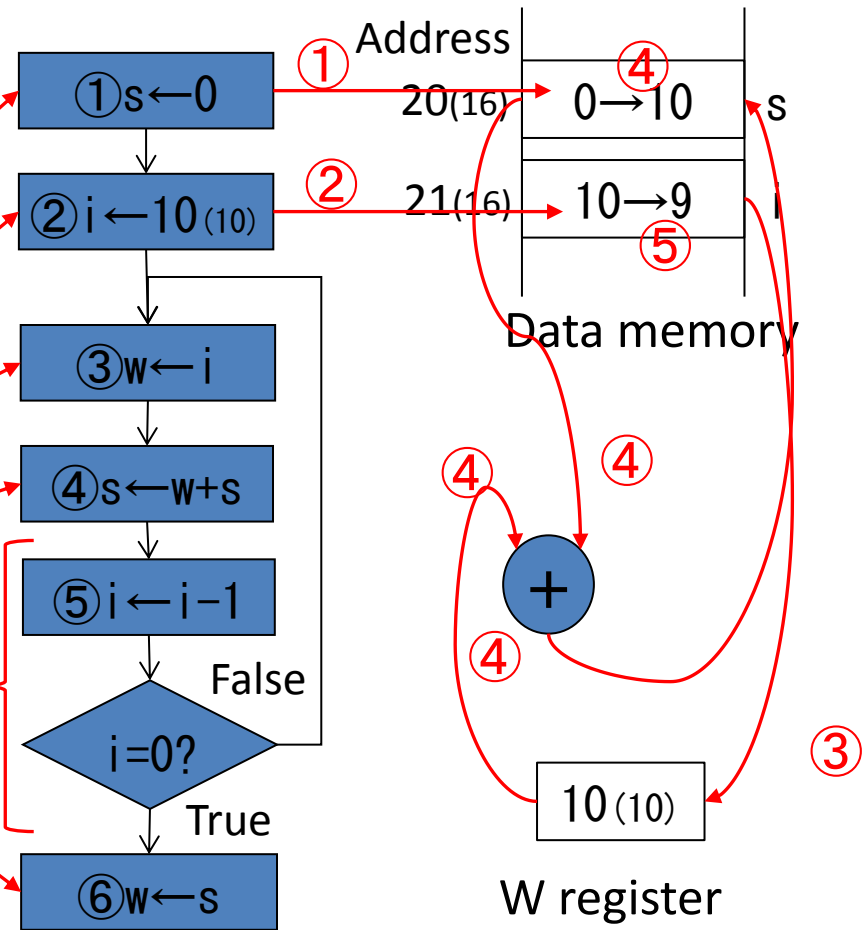 ①s←0
②i←10(10)
③w←i
④s←w+s
⑤i←i-1
i=0?
False
True
⑥w←s
Address
①
④
20(16)
0→10
s
②
21(16)
10→9
i
⑤
Data memory
④
④
+
④
③
10(10)
W register